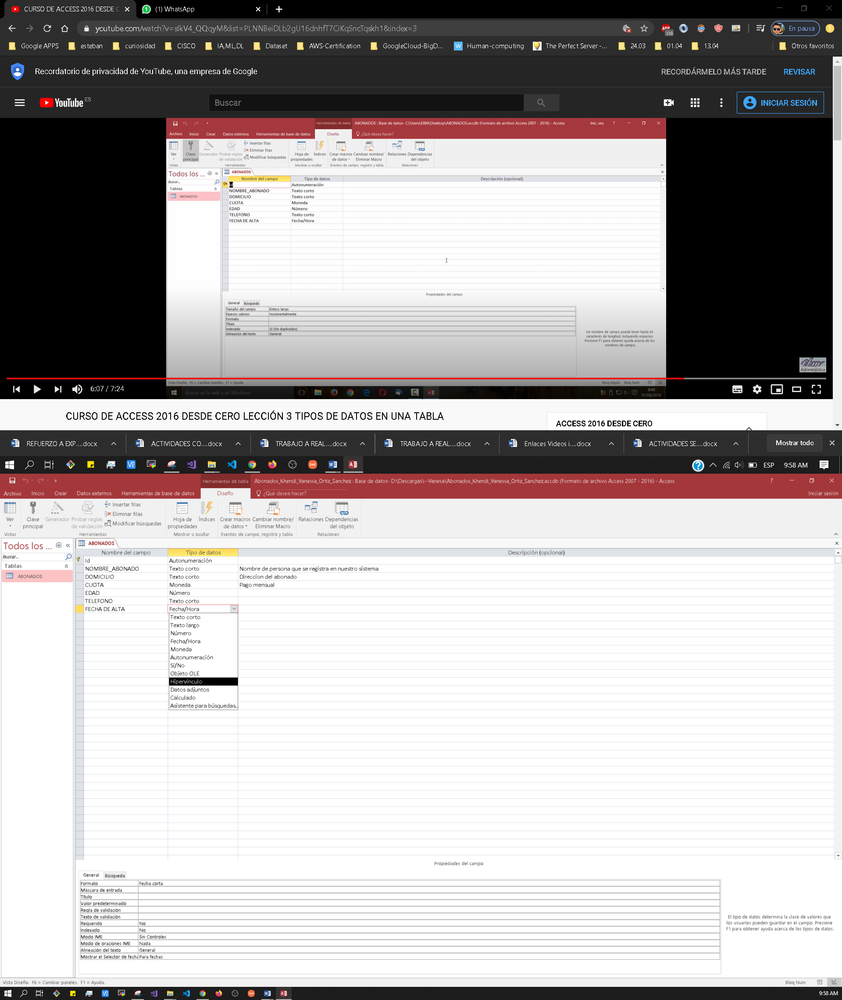 CURSO DE ACCESS 2016 DESDE C
(1) WhatsApp
youtube.com/watch?v=slkV4_QQqyM&list=PLNNBeiDLb2gU16dnhfT7CiKqSncTqskh1&index=3
ABP
338
En pausa
Google APPS esteban curiosidad CISCO IA,ML,DL Dataset AWS-Certification GoogleCloud-BigD... W Human-computing The Perfect Server -... 24.03 01.04 13.04 Otros favoritos
Recordatorio de privacidad de YouTube, una empresa de Google
RECORDÁRMELO MÁS TARDE REVISAR
YouTube ES
Buscar
INICIAR SESIÓN
Herramientas de tabla ABONADOS : Base de datos- C:\Users\EBM\Desktop\ABONADOS.accdb (Formato de archivo Access 2007 - 2016) - Access Inic. ses. ?
Archivo Inicio Crear Datos externos Herramientas de base de datos Diseño ¿Qué desea hacer?
Insertar filas
Eliminar filas
Modificar búsquedas
Ver Clave principal Generador Probar reglas de validación Hoja de propiedades Índices Crear macros de datos Cambiar nombre/ Eliminar Macro Relaciones Dependencias del objeto
Vistas Herramientas Mostrar u ocultar Eventos de campo, registro y tabla Relaciones
Todos los ... «
Buscar...
Tablas
ABONADOS
ABONADOS
Nombre del campo Tipo de datos Descripción (opcional)
Id Autonumeración
NOMBRE_ABONADO Texto corto
DOMICILIO Texto corto
CUOTA Moneda
EDAD Número
TELEFONO Texto corto
FECHA DE ALTA Fecha/Hora
Propiedades del campo
General Búsqueda
Tamaño del campo Entero largo
Nuevos valores Incrementalmente
Formato
Título
Indexado Sí (Sin duplicados)
Alineación del texto General
Un nombre de campo puede tener hasta 64
caracteres de longitud, incluyendo espacios.
Presione F1 para obtener ayuda acerca de los
nombres de campo.
ebm
Inform@tica
Vista Diseño. F6 = Cambiar paneles. F1 = Ayuda. Bloq Mayús Bloq Num
Buscar en la web y en Windows
8:48
01/08/2016
6:07 / 7:24
CURSO DE ACCESS 2016 DESDE CERO LECCIÓN 3 TIPOS DE DATOS EN UNA TABLA
ACCESS 2016 DESDE CERO
REFUERZO A EXP....docx ACTIVIDADES CO....docx TRABAJO A REAL....docx TRABAJO A REAL....docx Enlaces Videos i....docx ACTIVIDADES SE....docx Mostrar todo
ESP 9:58 AM
Herramientas de tabla Abonados_Khendi_Vanessa_Ortiz_Sanchez : Base de datos- D:\Descargas\--Vanesa\Abonados_Khendi_Vanessa_Ortiz_Sanchez.accdb (Formato de archivo Access 2007 - 2016) - Access ?
Archivo Inicio Crear Datos externos Herramientas de base de datos Diseño ¿Qué desea hacer? Iniciar sesión
Insertar filas
Eliminar filas
Modificar búsquedas
Ver Clave principal Generador Probar reglas de validación Hoja de propiedades Índices Crear macros de datos Cambiar nombre/ Eliminar Macro Relaciones Dependencias del objeto
Vistas Herramientas Mostrar u ocultar Eventos de campo, registro y tabla Relaciones
Todos los ... «
Buscar...
Tablas
ABONADOS
ABONADOS
Nombre del campo Tipo de datos Descripción (opcional)
Id Autonumeración
NOMBRE_ABONADO Texto corto Nombre de persona que se registra en nuestro sistema
DOMICILIO Texto corto Direccion del abonado
CUOTA Moneda Pago mensual
EDAD Número
TELEFONO Texto corto
FECHA DE ALTA Fecha/Hora
Texto corto
Texto largo
Número
Fecha/Hora
Moneda
Autonumeración
Sí/No
Objeto OLE
Hipervínculo
Datos adjuntos
Calculado
Asistente para búsquedas..
Propiedades del campo
General Búsqueda
Formato Fecha corta
Máscara de entrada
Título
Valor predeterminado
Regla de validación
Texto de validación
Requerido No
Indexado No
Modo IME Sin Controles
Modo de oraciones IME Nada
Alineación del texto General
Mostrar el Selector de fecha Para fechas
El tipo de datos determina la clase de valores que
los usuarios pueden guardar en el campo. Presione
F1 para obtener ayuda acerca de los tipos de datos.
Vista Diseño. F6 = Cambiar paneles. F1 = Ayuda. Bloq Num
9:58 AM